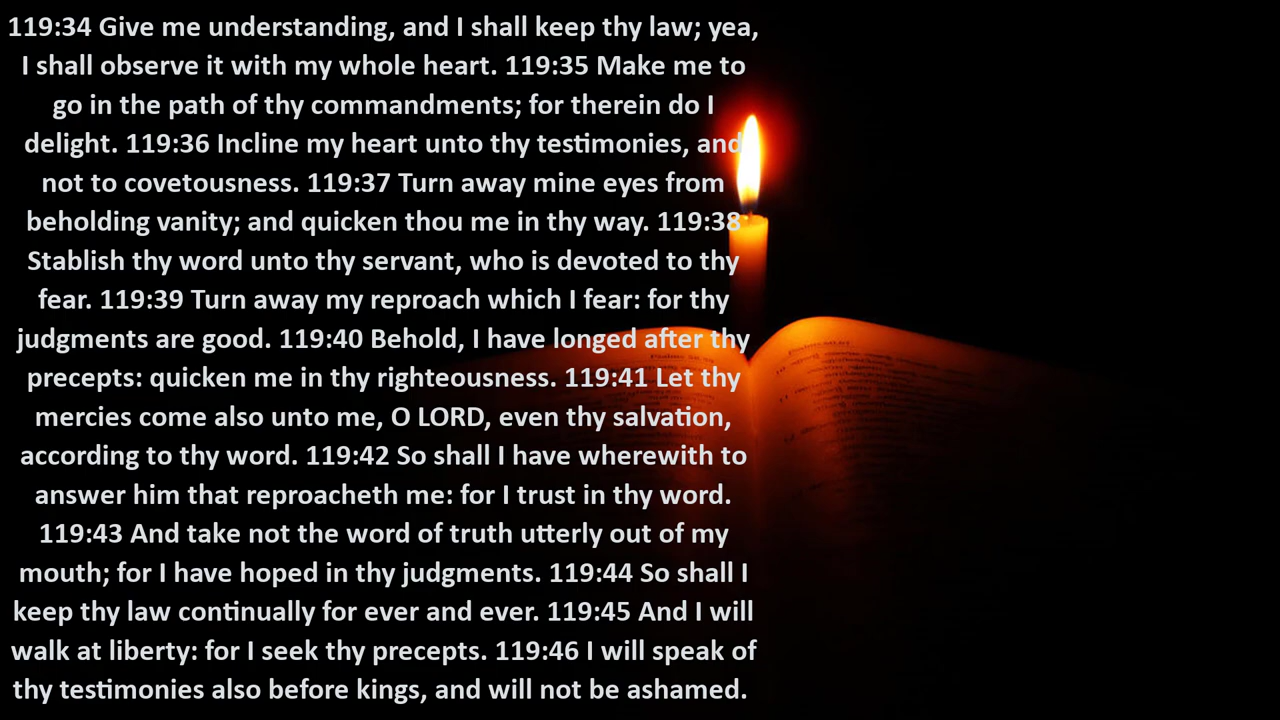 119:34 Give me understanding, and I shall keep thy law; yea,
I shall observe it with my whole heart. 119:35 Make me to
go in the path of thy commandments; for therein do I
delight. 119:36 Incline my heart unto thy testimonies, and
not to covetousness. 119:37 Turn away mine eyes from
beholding vanity; and quicken thou me in thy way. 119:38
Stablish thy word unto thy servant, who is devoted to thy
fear. 119:39 Turn away my reproach which I fear: for thy
judgments are good. 119:40 Behold, I have longed after thy
precepts: quicken me in thy righteousness. 119:41 Let thy
mercies come also unto me, O LORD, even thy salvation,
according to thy word. 119:42 So shall I have wherewith to
answer him that reproacheth me: for I trust in thy word.
119:43 And take not the word of truth utterly out of my
mouth; for I have hoped in thy judgments. 119:44 So shall I
keep thy law continually for ever and ever. 119:45 And I will
walk at liberty: for I seek thy precepts. 119:46 I will speak of
thy testimonies also before kings, and will not be ashamed.